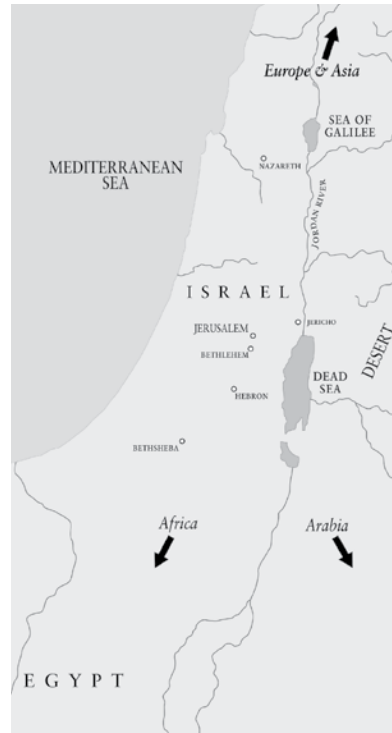 Europe & Asia
SEA OF
GALILEE
MEDITERRANEAN
SEA
NAZARETH
JORDAN RIVER
ISRAEL
JERUSALEM
JERICHO
BETHLEHEM
DESERT
DEAD
SEA
HEBRON
BETHSHEBA
Africa
Arabia
EGYPT